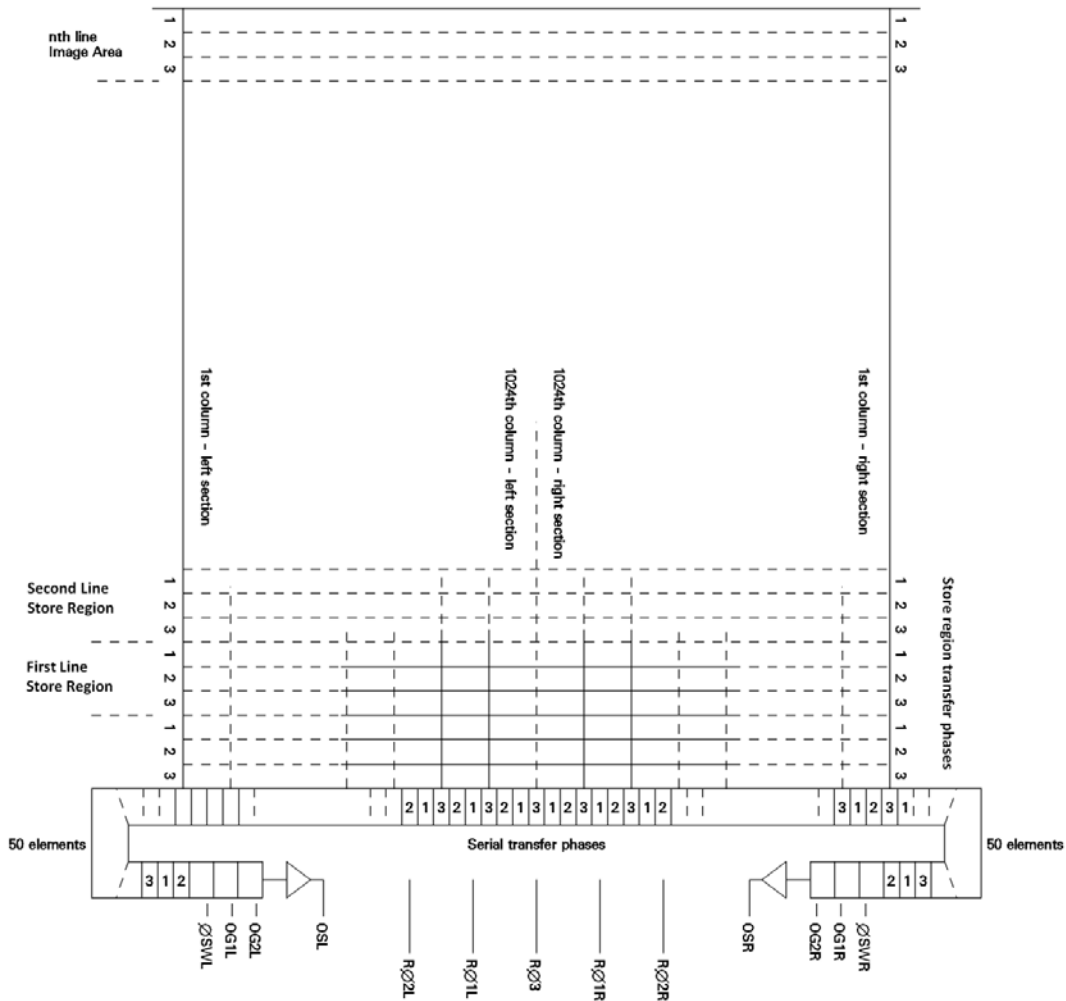 nth line
Image Area
1
2
3
1
2
3
1st column - left section
1024th column - left section
1024th column - right section
1st column - right section
Second Line
Store Region
1
2
3
1
2
3
First Line
Store Region
1
2
3
1
2
3
1
2
3
1
2
3
Store region transfer phases
2 1 3 2 1 3 2 1 3 1 2 3 1 2 3 1 2
3 1 2 3 1
50 elements
Serial transfer phases
50 elements
3 1 2
2 1 3
ØSWL
OG1L
OG2L
OSL
RØ2L
RØ1L
RØ3
RØ1R
RØ2R
OSR
OG2R
OG1R
ØSWR